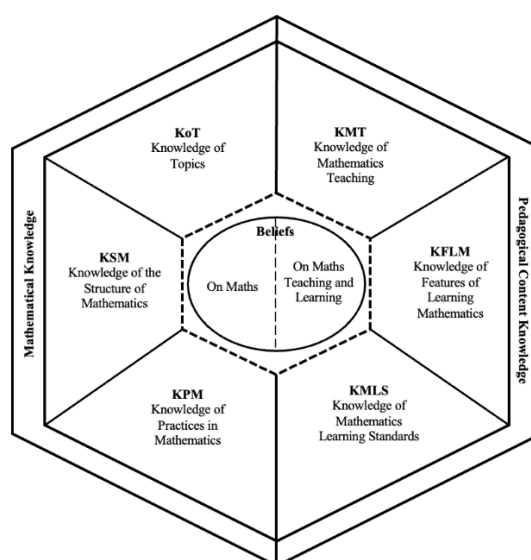 KoT
Knowledge of
Topics
KMT
Knowledge of
Mathematics
Teaching
Mathematical Knowledge
KSM
Knowledge of the
Structure of
Mathematics
Beliefs
On Maths
On Maths
Teaching and
Learning
KFLM
Knowledge of
Features of
Learning
Mathematics
Pedagogical Content Knowledge
KPM
Knowledge of
Practices in
Mathematics
KMLS
Knowledge of
Mathematics
Learning Standards